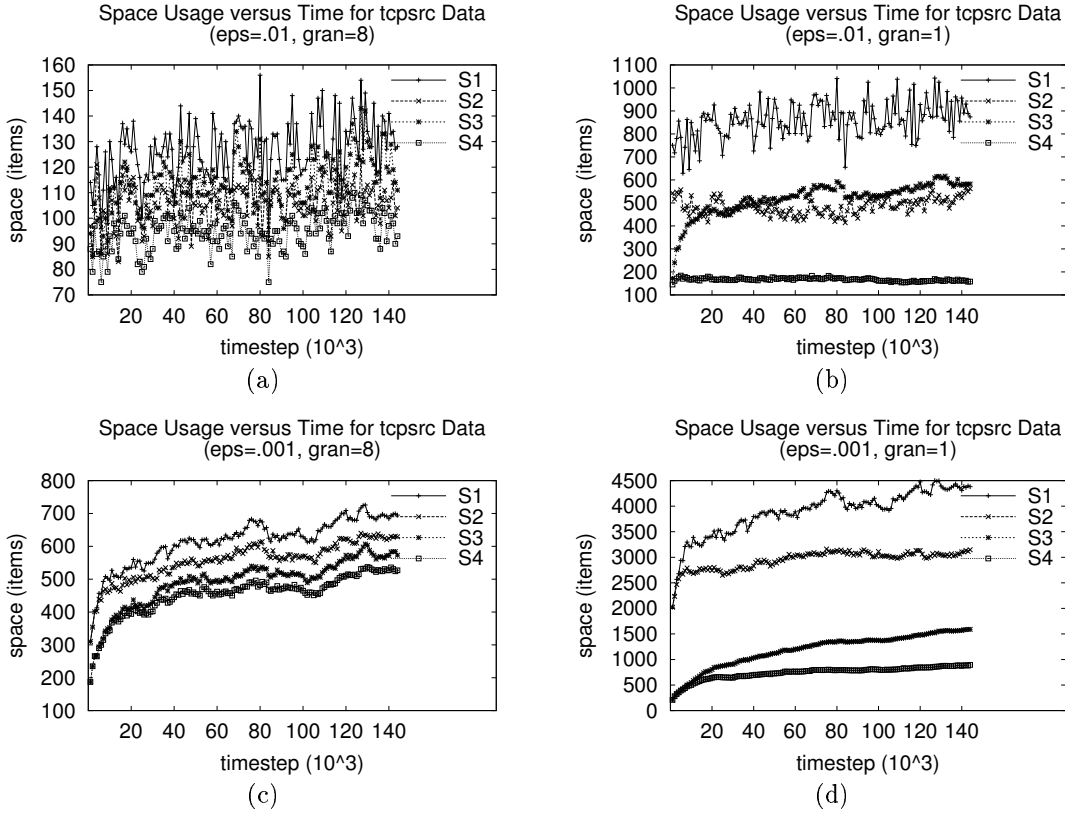 Space Usage versus Time for tcpsrc Data
(eps=.01, gran=8)
160
150
140
130
120
110
100
90
80
70
space (items)
20 40 60 80 100 120 140
timestep (10^3)
S1
S2
S3
S4
(a)
Space Usage versus Time for tcpsrc Data
(eps=.01, gran=1)
1100
1000
900
800
700
600
500
400
300
200
100
space (items)
20 40 60 80 100 120 140
timestep (10^3)
S1
S2
S3
S4
(b)
Space Usage versus Time for tcpsrc Data
(eps=.001, gran=8)
800
700
600
500
400
300
200
100
space (items)
20 40 60 80 100 120 140
timestep (10^3)
S1
S2
S3
S4
(c)
Space Usage versus Time for tcpsrc Data
(eps=.001, gran=1)
4500
4000
3500
3000
2500
2000
1500
1000
500
0
space (items)
20 40 60 80 100 120 140
timestep (10^3)
S1
S2
S3
S4
(d)